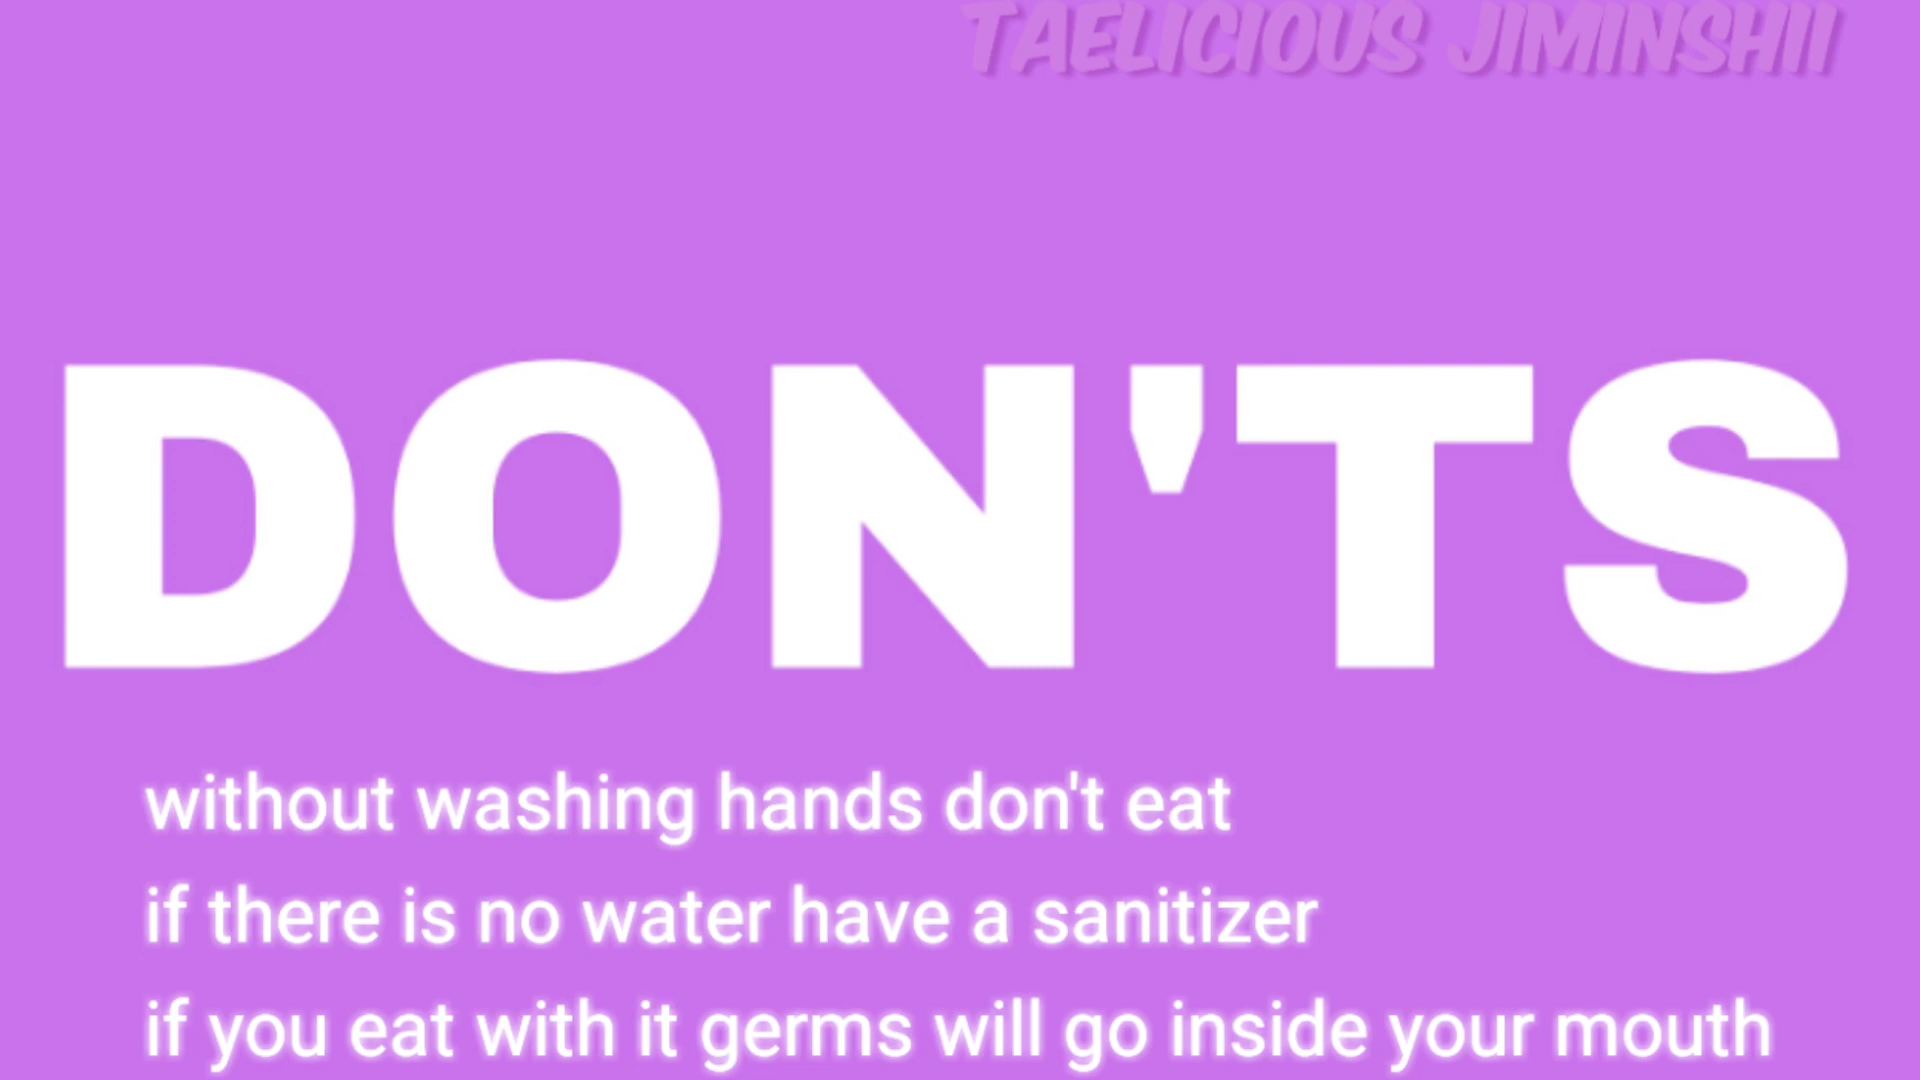 TAELICIOUS JIMINSHII
DON'TS
without washing hands don't eat
if there is no water have a sanitizer
if you eat with it germs will go inside your mouth